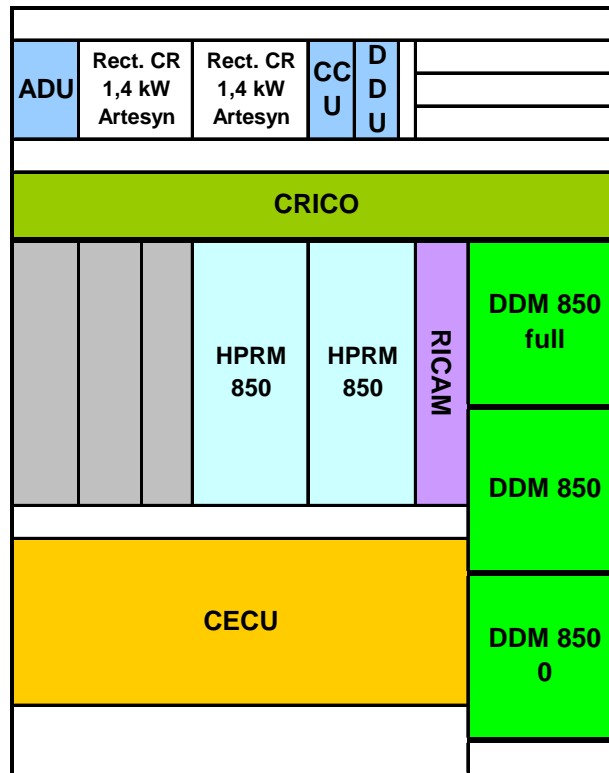 ADU
Rect. CR
1,4 kW
Artesyn
Rect. CR
1,4 kW
Artesyn
CC
U
D
D
U
CRICO
HPRM
850
HPRM
850
RICAM
DDM 850
full
DDM 850
CECU
DDM 850
0